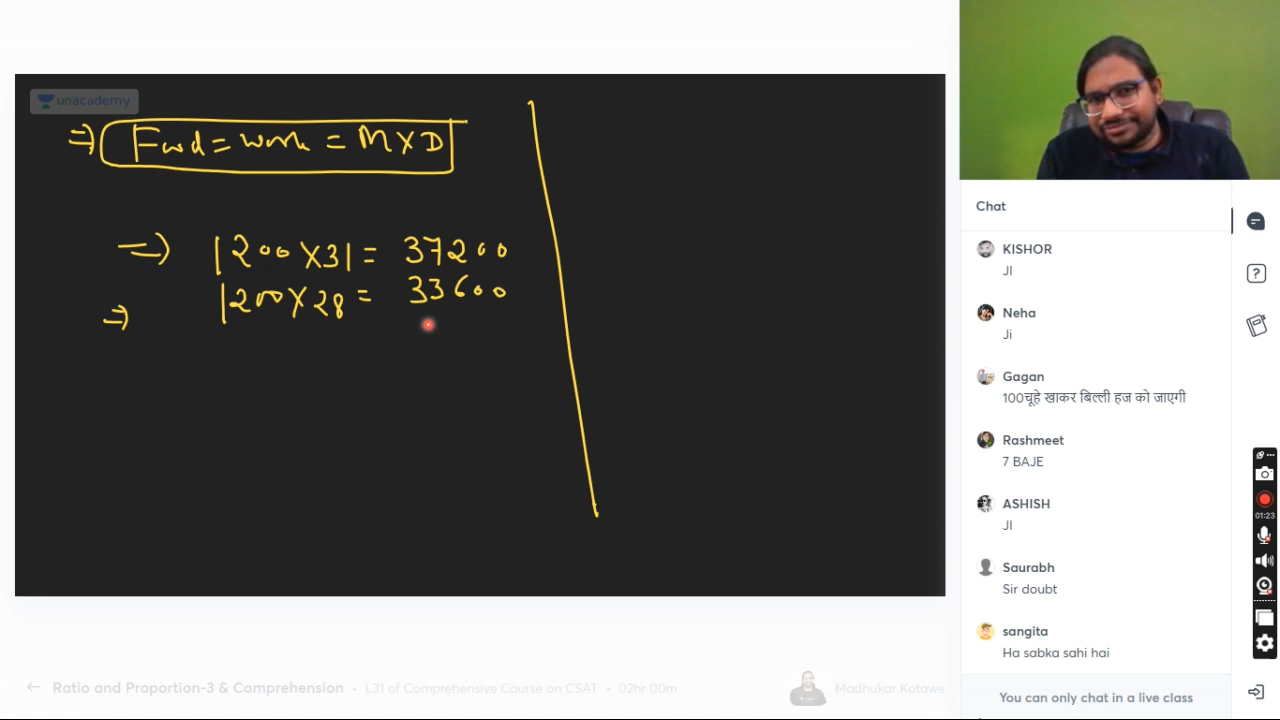 unacademy
⇒ Fwd = work = M×D
⇒ 1200×31 = 37200
⇒ 1200×28 = 33600
Chat
KISHOR
JI
Neha
Ji
Gagan
100चूहे खाकर बिल्ली हज को जाएगी
Rashmeet
7 BAJE
ASHISH
JI
Saurabh
Sir doubt
sangita
Ha sabka sahi hai
You can only chat in a live class
01:23
← Ratio and Proportion-3 & Comprehension • L31 of Comprehensive Course on CSAT • 02hr 00m
Madhukar Kotawe